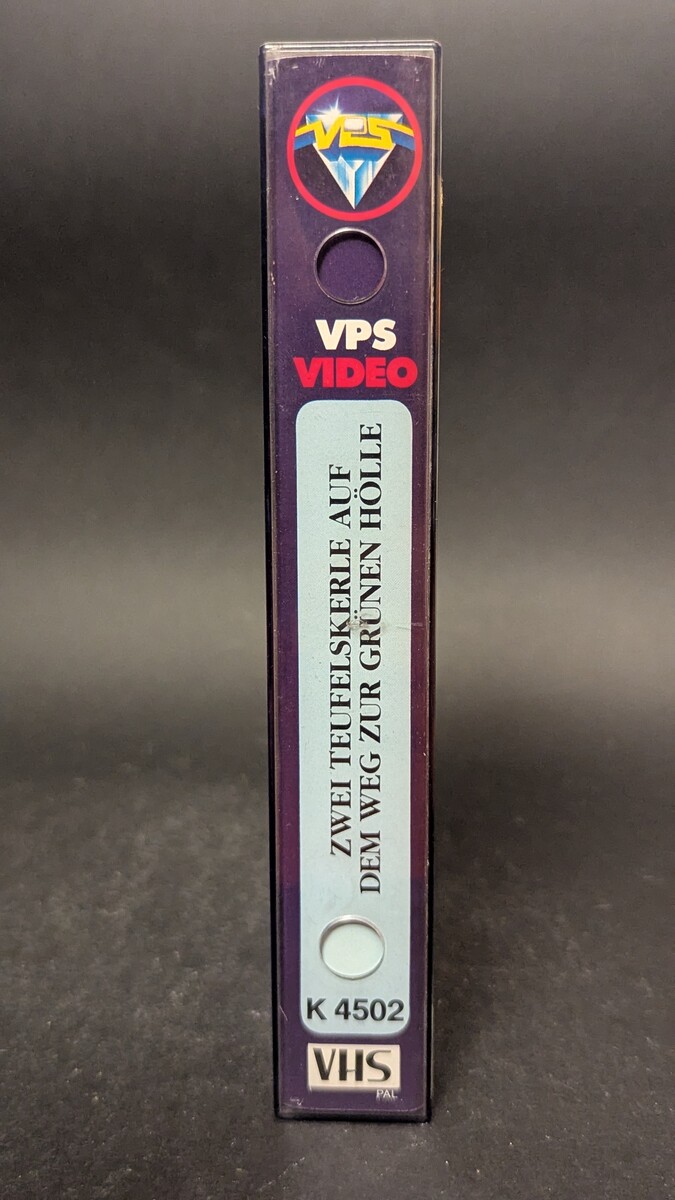 VPS
VPS
VIDEO
ZWEI TEUFELSKERLE AUF
DEM WEG ZUR GRÜNEN HÖLLE
K 4502
VHS
PAL